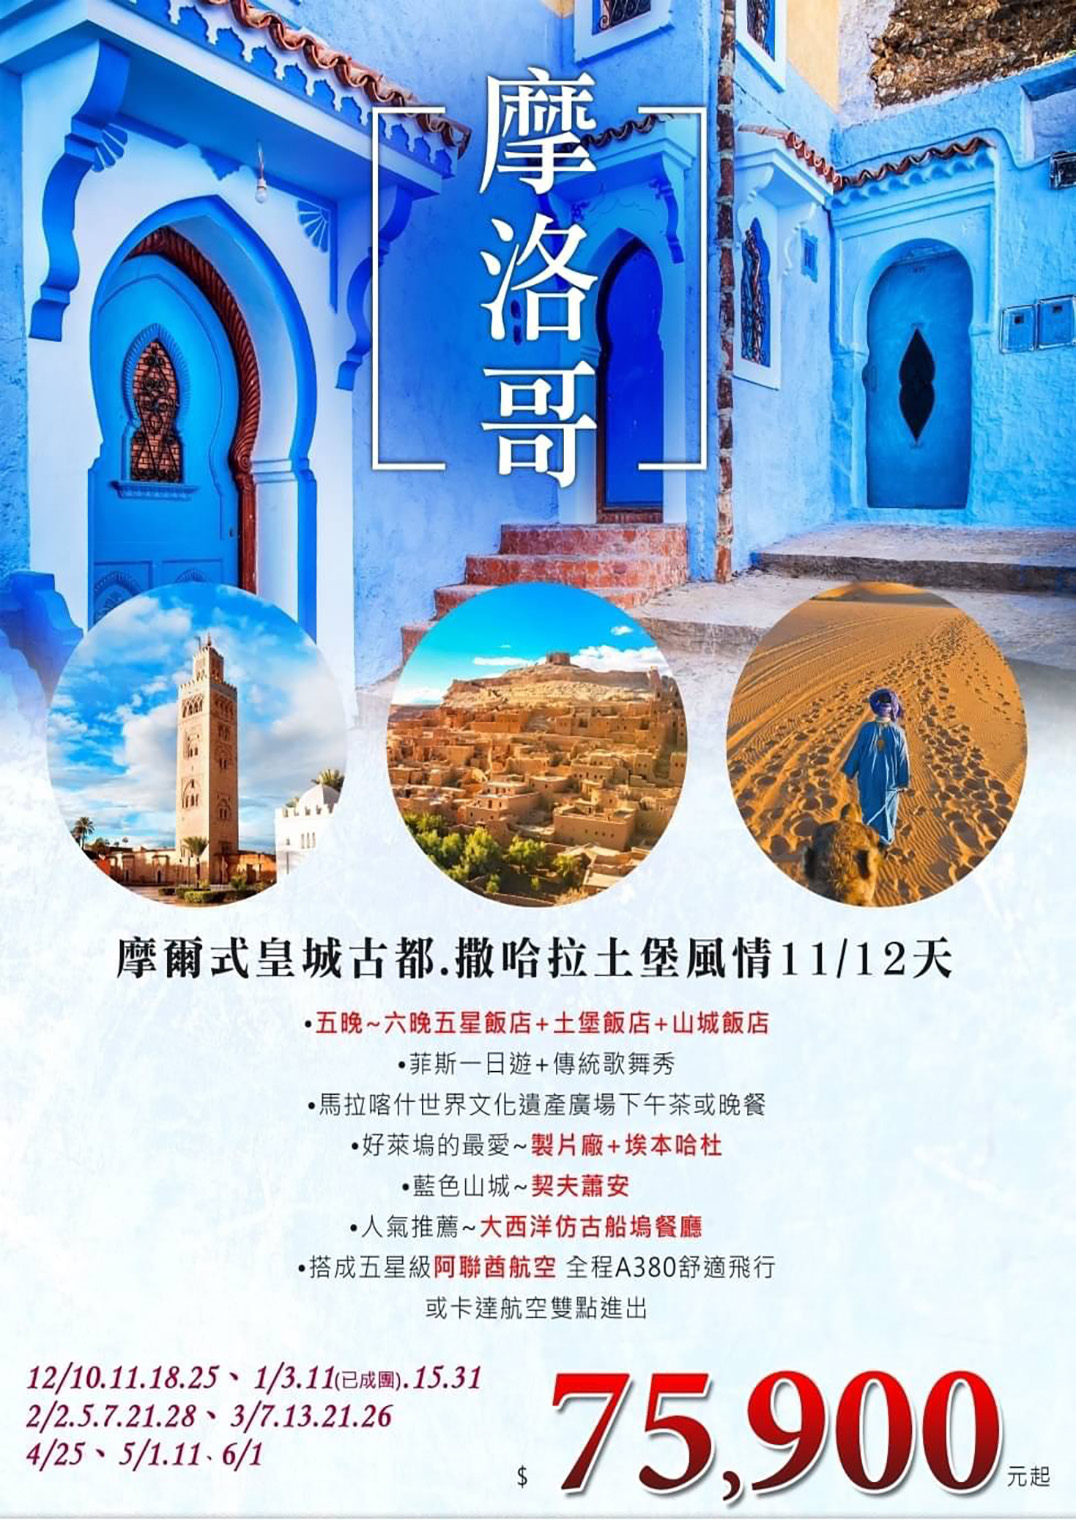 摩洛哥
摩爾式皇城古都.撒哈拉土堡風情11/12天
•五晚~六晚五星飯店+土堡飯店+山城飯店
•菲斯一日遊+傳統歌舞秀
•馬拉喀什世界文化遺產廣場下午茶或晚餐
•好萊塢的最愛~製片廠+埃本哈杜
•藍色山城~契夫蕭安
•人氣推薦~大西洋仿古船塢餐廳
•搭成五星級阿聯酋航空 全程A380舒適飛行
或卡達航空雙點進出
12/10.11.18.25、1/3.11(已成團).15.31
2/2.5.7.21.28、3/7.13.21.26
4/25、5/1.11、6/1
$75,900元起